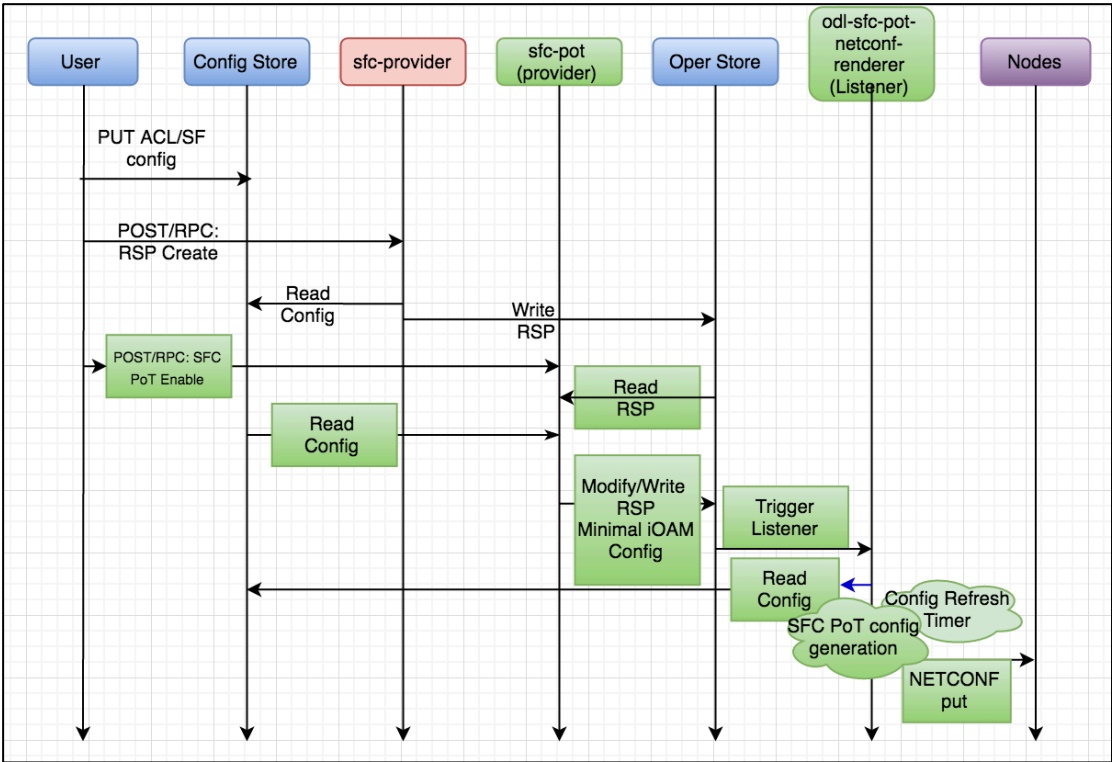 User
Config Store
sfc-provider
sfc-pot
(provider)
Oper Store
odl-sfc-pot-
netconf-
renderer
(Listener)
Nodes
PUT ACL/SF
config
POST/RPC:
RSP Create
Read
Config
Write
RSP
POST/RPC: SFC
PoT Enable
Read
RSP
Read
Config
Modify/Write
RSP
Minimal iOAM
Config
Trigger
Listener
Read
Config
Config Refresh
Timer
SFC PoT config
generation
NETCONF
put